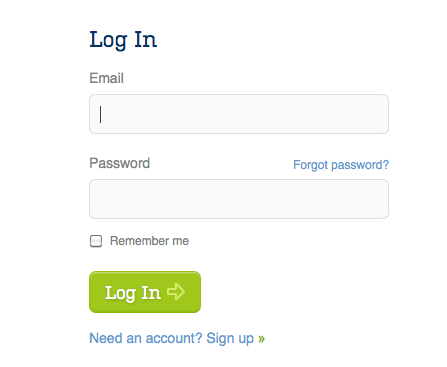 Log In
Email
Password Forgot password?
Remember me
Log In
Need an account? Sign up »